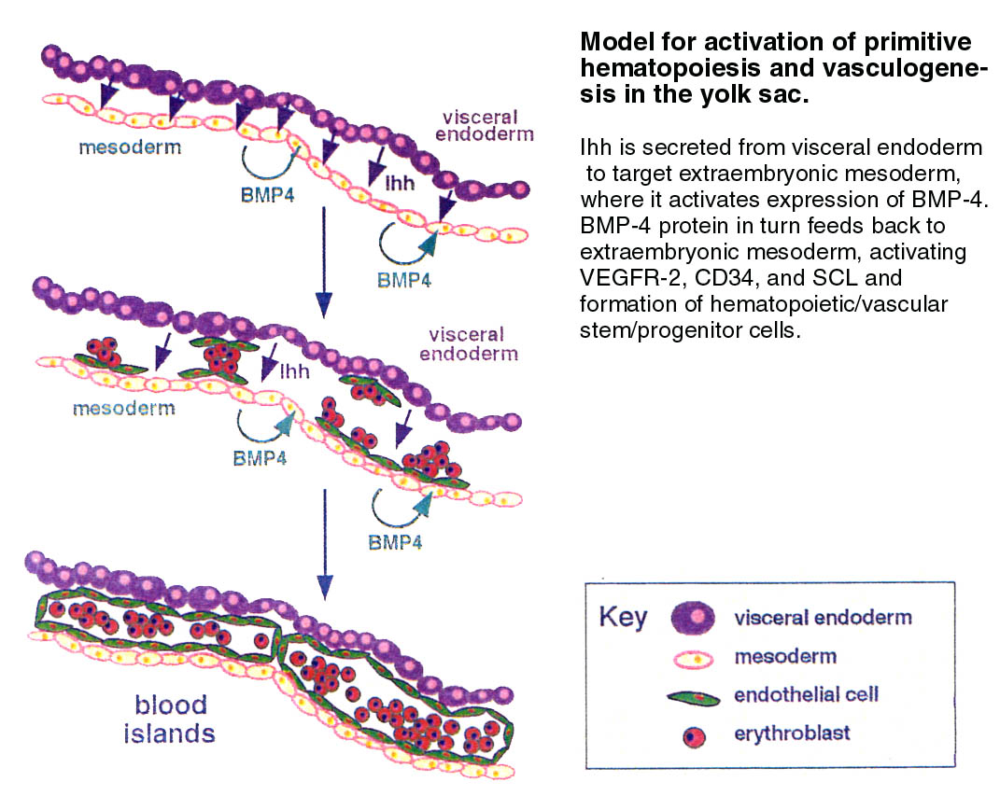 Model for activation of primitive
hematopoiesis and vasculogene-
sis in the yolk sac.
Ihh is secreted from visceral endoderm
to target extraembryonic mesoderm,
where it activates expression of BMP-4.
BMP-4 protein in turn feeds back to
extraembryonic mesoderm, activating
VEGFR-2, CD34, and SCL and
formation of hematopoietic/vascular
stem/progenitor cells.
visceral
endoderm
mesoderm
BMP4
Ihh
BMP4
visceral
endoderm
Ihh
mesoderm
BMP4
BMP4
blood
islands
Key
visceral endoderm
mesoderm
endothelial cell
erythroblast